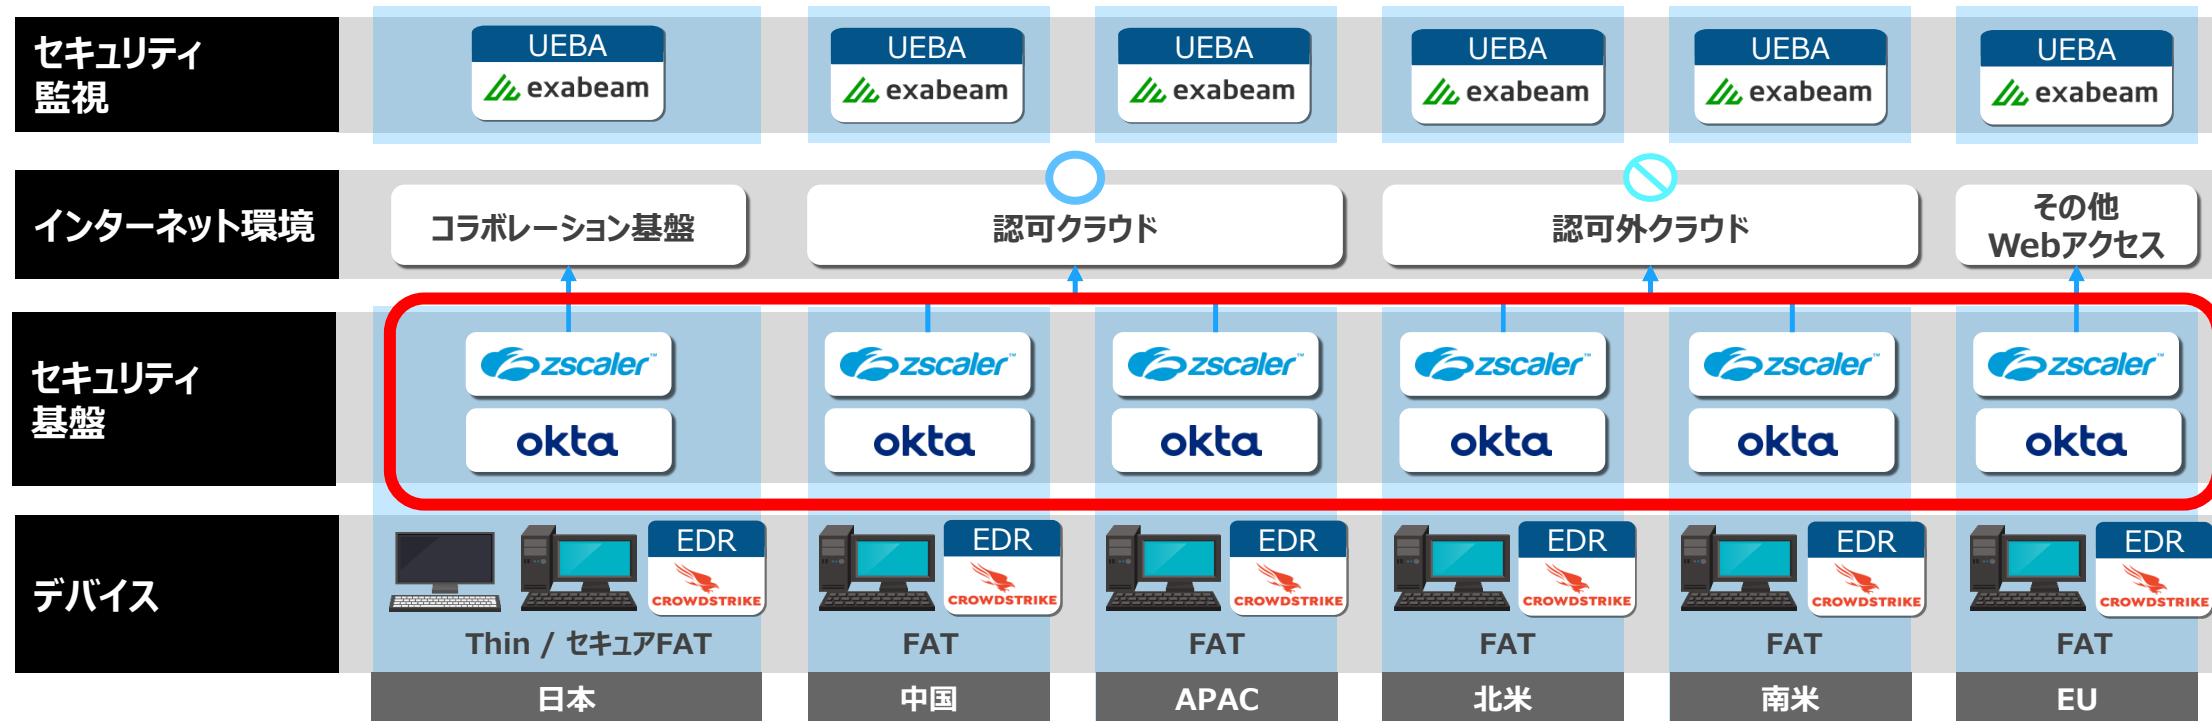 セキュリティ
監視
UEBA
exabeam
UEBA
exabeam
UEBA
exabeam
UEBA
exabeam
UEBA
exabeam
UEBA
exabeam
インターネット環境
コラボレーション基盤
認可クラウド
認可外クラウド
その他
Webアクセス
セキュリティ
基盤
zscaler™
zscaler™
zscaler™
zscaler™
zscaler™
zscaler™
okta
okta
okta
okta
okta
okta
デバイス
EDR
CROWDSTRIKE
EDR
CROWDSTRIKE
EDR
CROWDSTRIKE
EDR
CROWDSTRIKE
EDR
CROWDSTRIKE
EDR
CROWDSTRIKE
Thin / セキュアFAT
FAT
FAT
FAT
FAT
FAT
日本
中国
APAC
北米
南米
EU